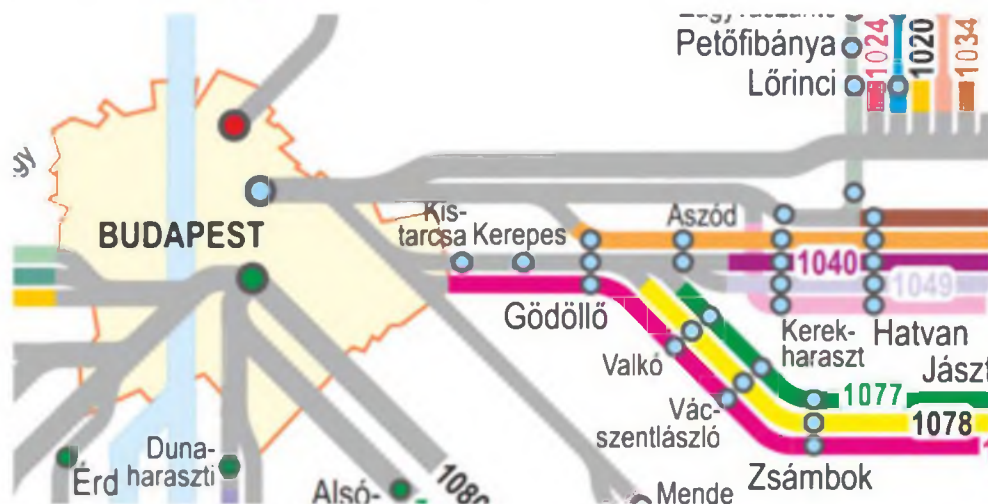 Petőfibánya
Lőrinci
1024
1020
1034
gy
BUDAPEST
Kis-
tarcsa
Kerepes
Aszód
1040
1049
Gödöllő
Kerek-
haraszt
Hatvan
Valkó
Jászt
1077
Vác-
szentlászló
1078
Zsámbok
Duna-
haraszti
Érd
Alsó-
1080
Mende